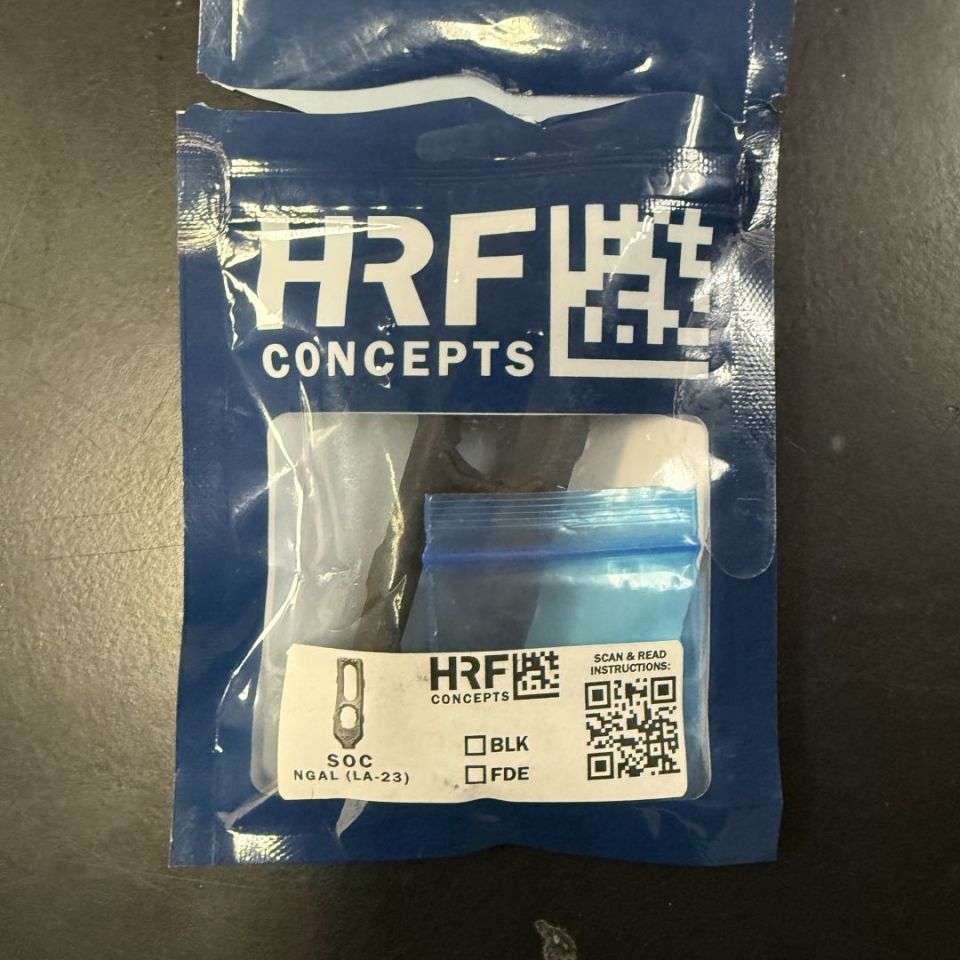 HRF
CONCEPTS
HRF
CONCEPTS
SCAN & READ
INSTRUCTIONS:
SOC
NGAL (LA-23)
BLK
FDE